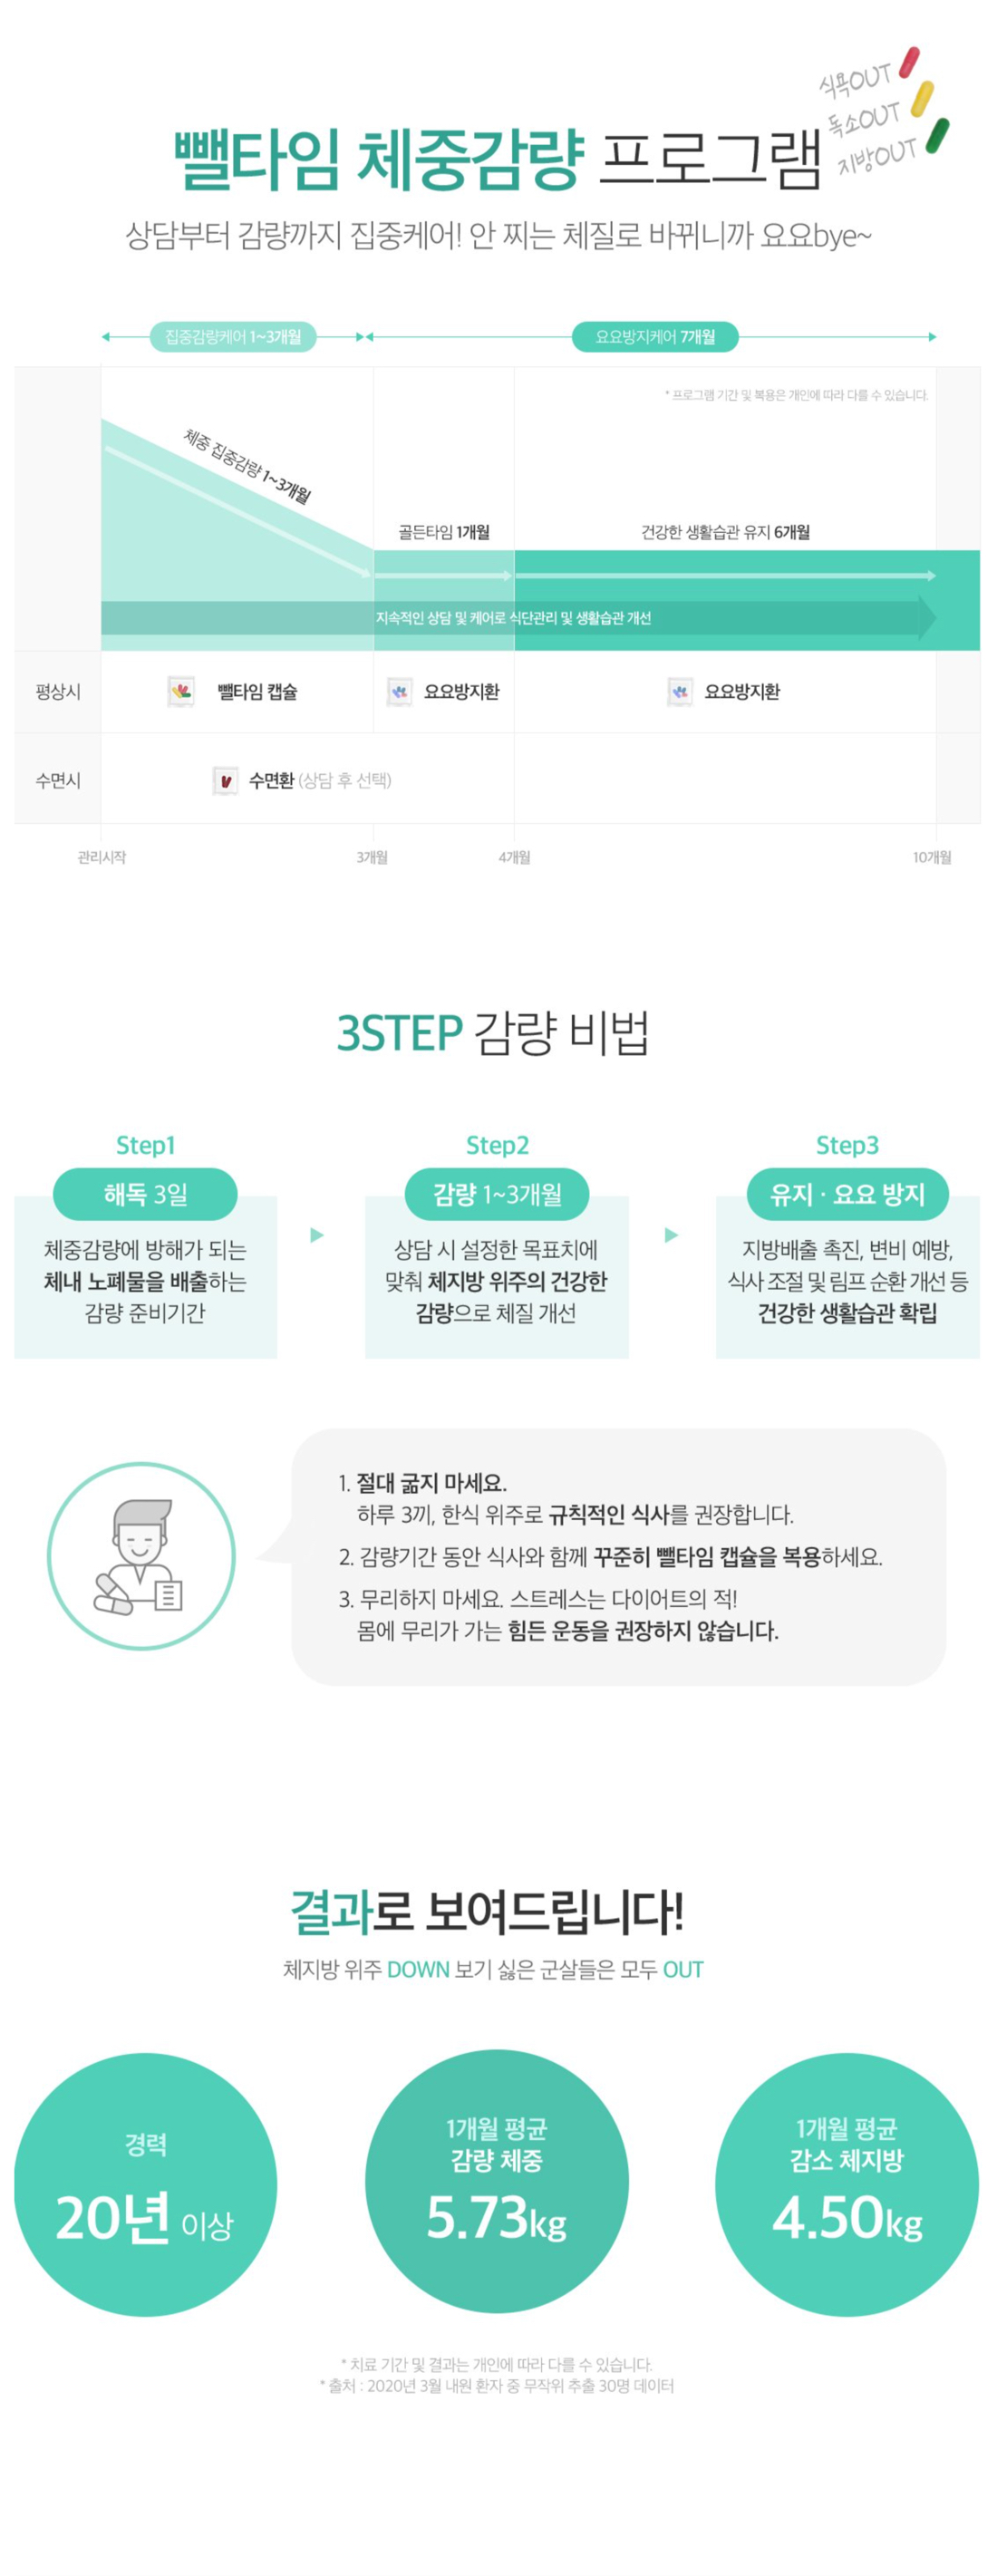 식욕OUT
독소OUT
지방OUT
뺄타임 체중감량 프로그램
상담부터 감량까지 집중케어! 안 찌는 체질로 바뀌니까 요요bye~
집중감량케어 1~3개월
요요방지케어 7개월
* 프로그램 기간 및 복용은 개인에 따라 다를 수 있습니다.
체중 집중감량 1~3개월
골든타임 1개월
건강한 생활습관 유지 6개월
지속적인 상담 및 케어로 식단관리 및 생활습관 개선
평상시
뺄타임 캡슐
요요방지환
요요방지환
수면시
수면환 (상담 후 선택)
관리시작
3개월
4개월
10개월
3STEP 감량 비법
Step1
해독 3일
체중감량에 방해가 되는
체내 노폐물을 배출하는
감량 준비기간
Step2
감량 1~3개월
상담 시 설정한 목표치에
맞춰 체지방 위주의 건강한
감량으로 체질 개선
Step3
유지 · 요요 방지
지방배출 촉진, 변비 예방,
식사 조절 및 림프 순환 개선 등
건강한 생활습관 확립
1. 절대 굶지 마세요.
하루 3끼, 한식 위주로 규칙적인 식사를 권장합니다.
2. 감량기간 동안 식사와 함께 꾸준히 뺄타임 캡슐을 복용하세요.
3. 무리하지 마세요. 스트레스는 다이어트의 적!
몸에 무리가 가는 힘든 운동을 권장하지 않습니다.
결과로 보여드립니다!
체지방 위주 DOWN 보기 싫은 군살들은 모두 OUT
경력
20년 이상
1개월 평균
감량 체중
5.73kg
1개월 평균
감소 체지방
4.50kg
* 치료 기간 및 결과는 개인에 따라 다를 수 있습니다.
* 출처 : 2020년 3월 내원 환자 중 무작위 추출 30명 데이터